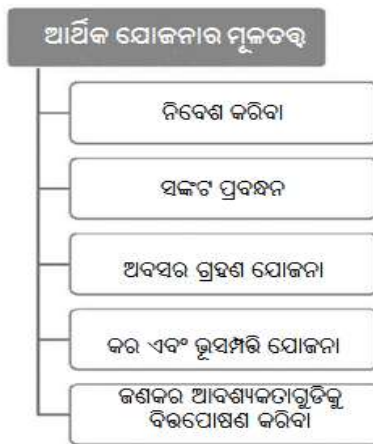 ଆର୍ଥିକ ଯୋଜନାର ମୂଳତତ୍ତ୍ୱ
ନିବେଶ କରିବା
ସଙ୍କଟ ପ୍ରବନ୍ଧନ
ଅବସର ଗ୍ରହଣ ଯୋଜନା
କର ଏବଂ ଭୂସମ୍ପତ୍ତି ଯୋଜନା
ଜଣକର ଆବଶ୍ୟକତାଗୁଡିକୁ
ବିତ୍ତପୋଷଣ କରିବା